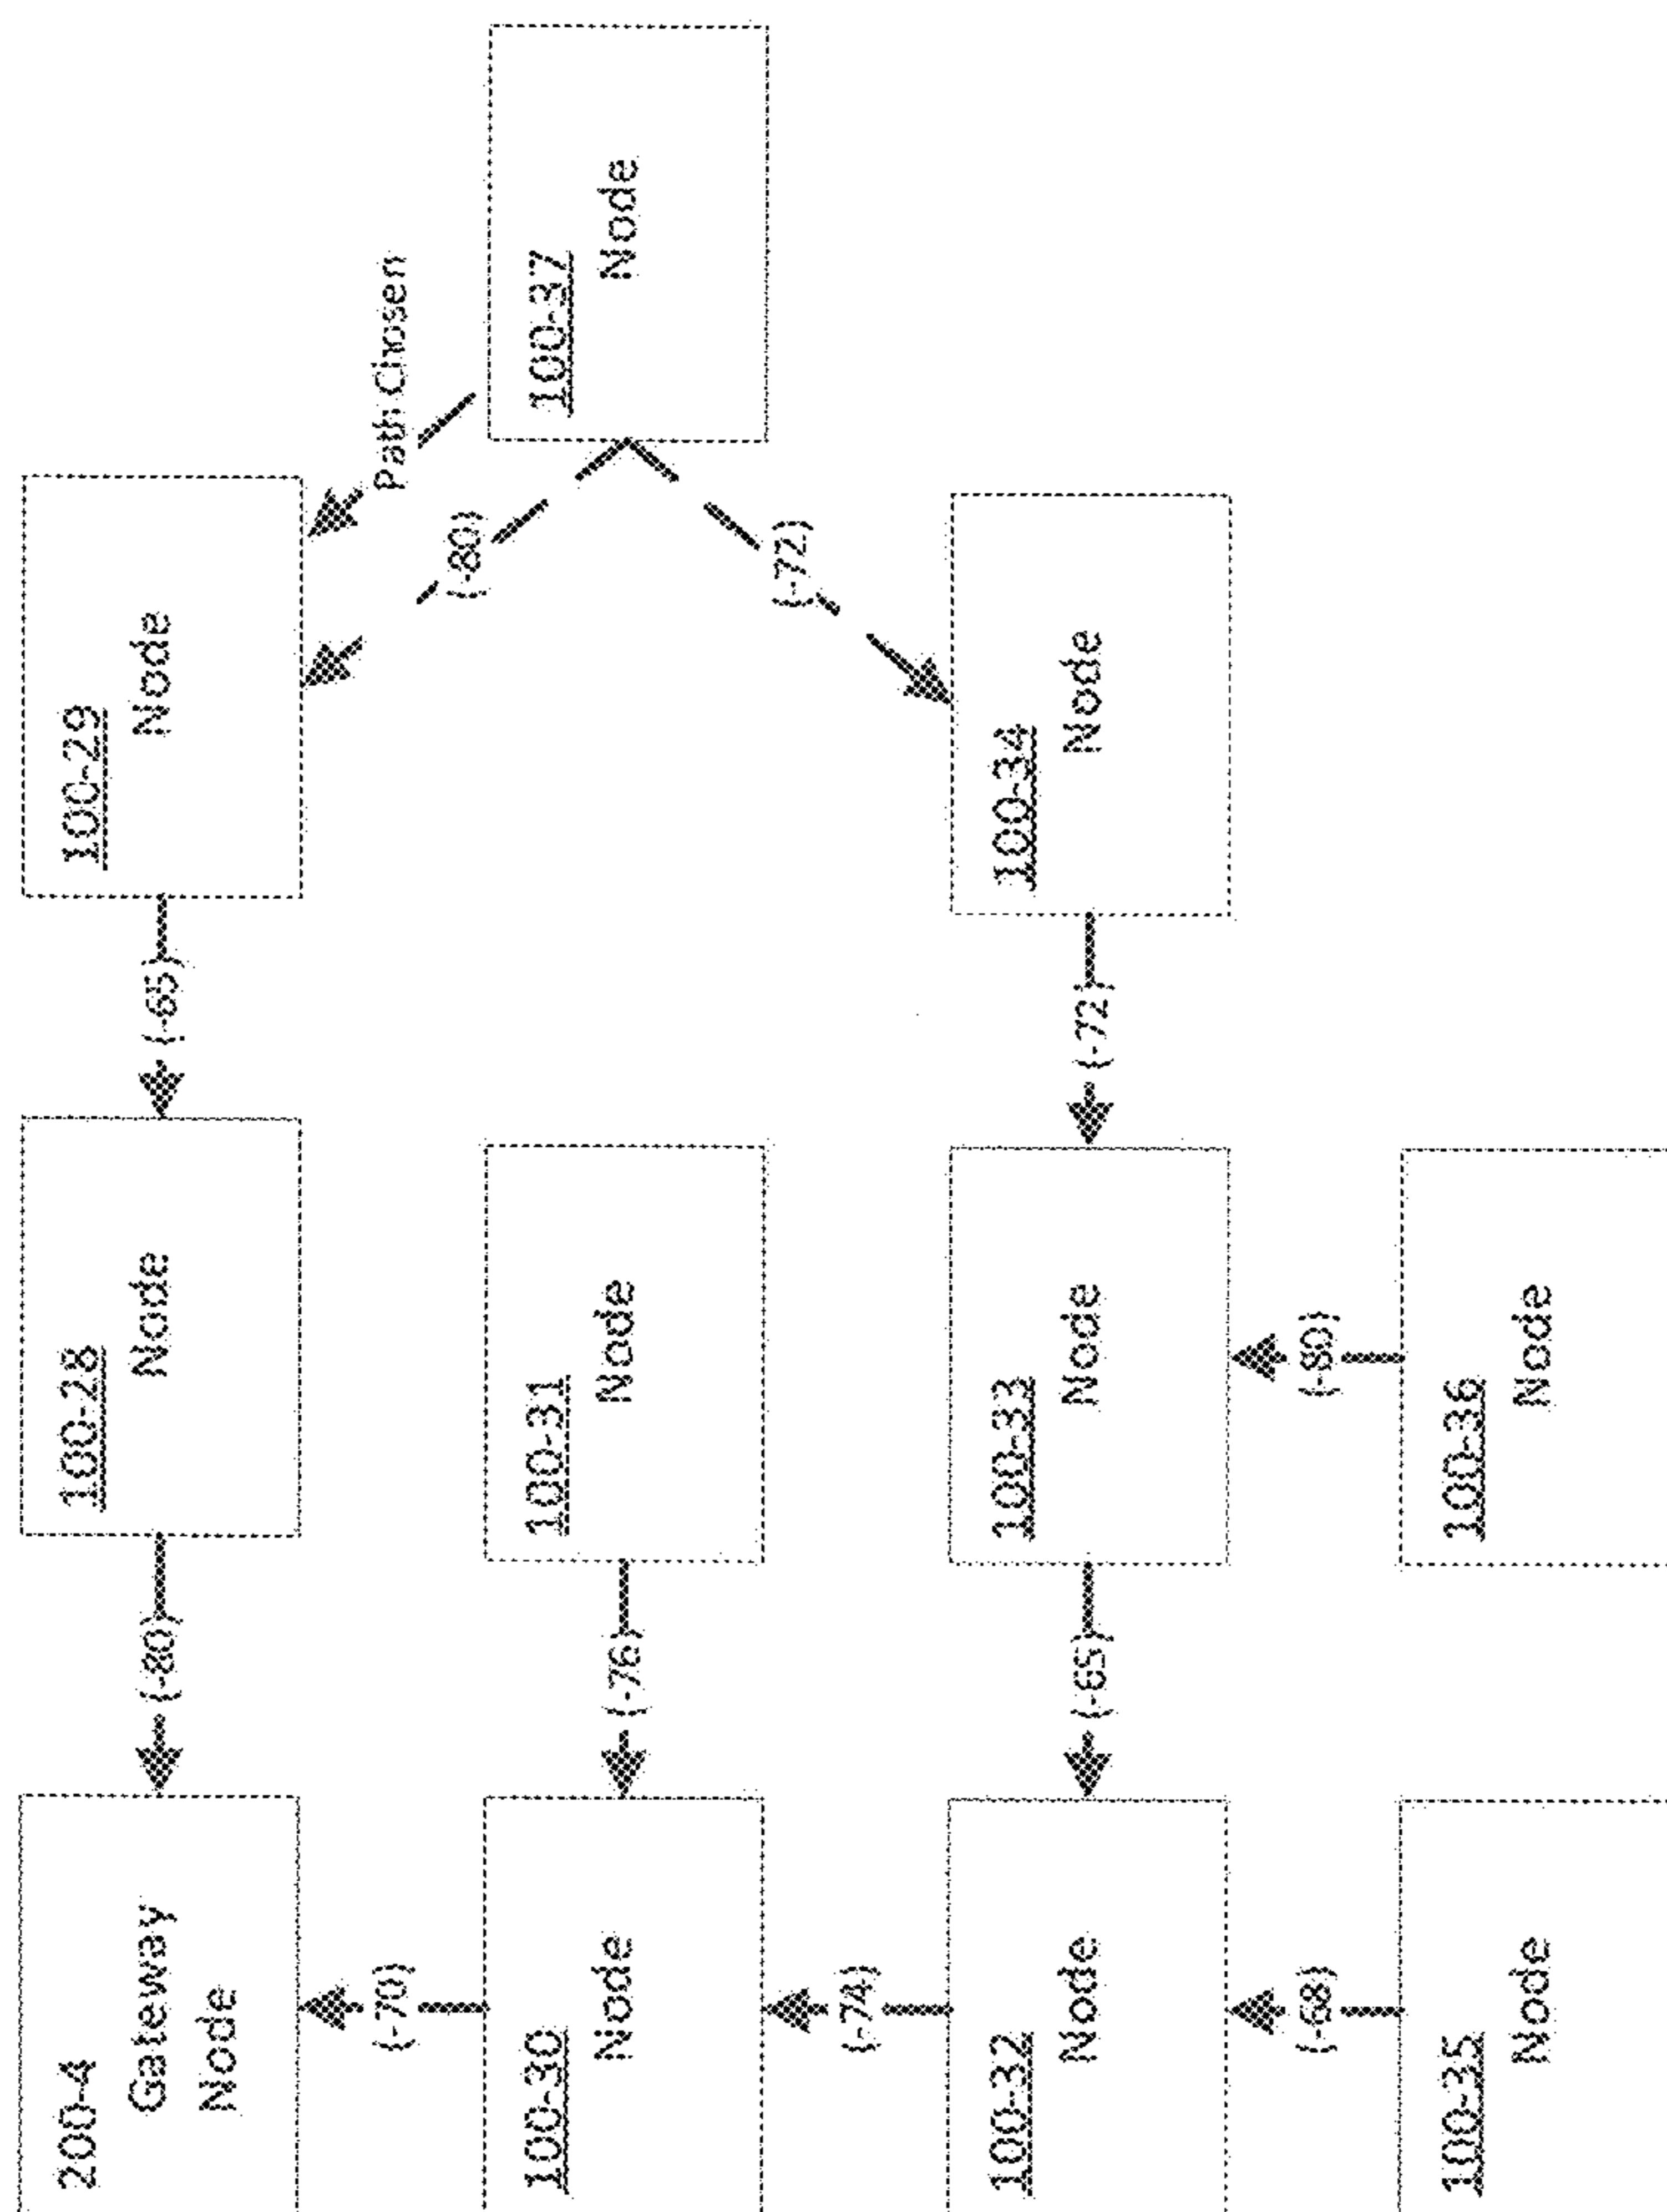 200-4
Gateway
Node
(-80)
100-28
Node
(-65)
100-29
Node
(-70)
Path Chosen
100-30
Node
(-76)
100-31
Node
(-80)
100-37
Node
(-74)
(-72)
100-32
Node
(-65)
100-33
Node
(-72)
100-34
Node
(-68)
(-80)
100-35
Node
100-36
Node